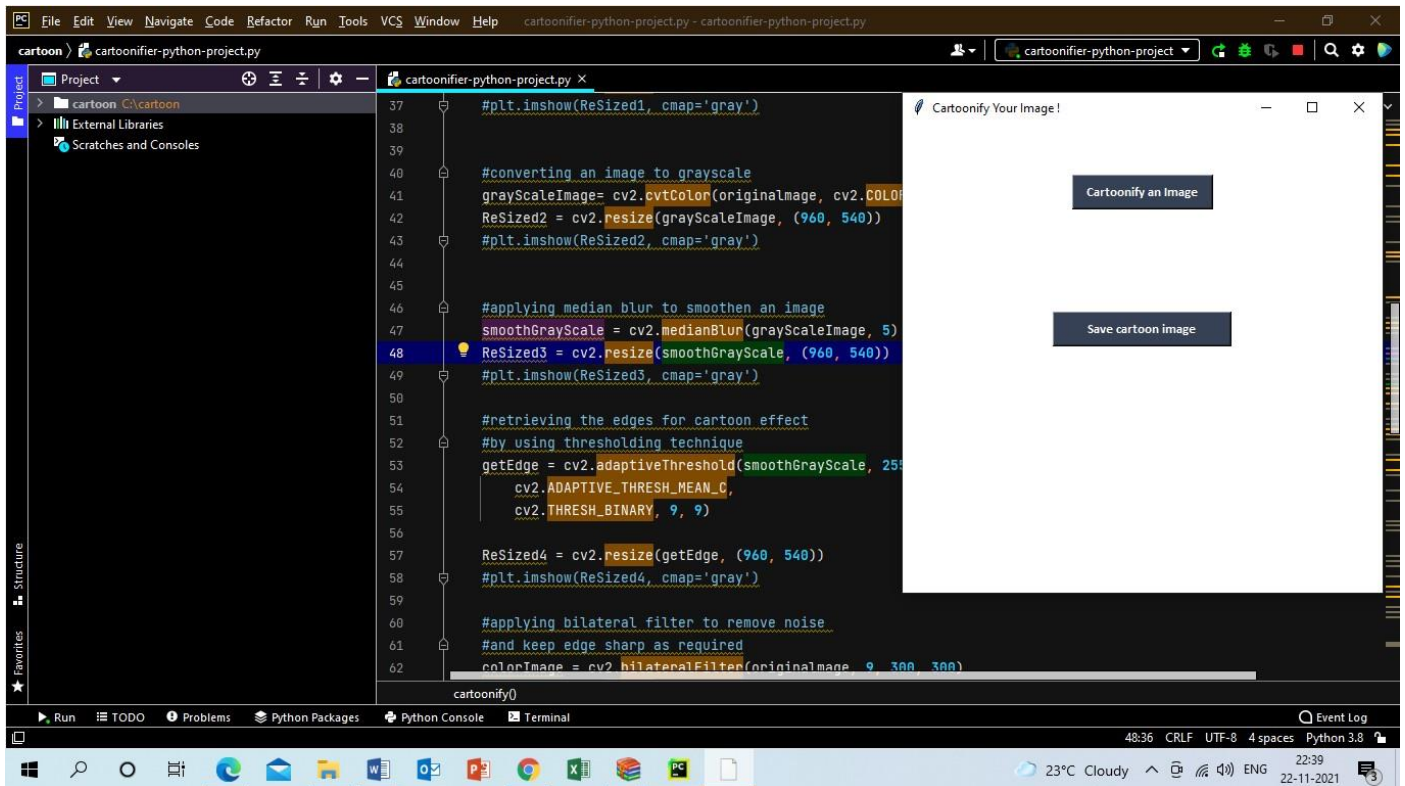 PC File Edit View Navigate Code Refactor Run Tools VCS Window Help cartoonifier-python-project.py - cartoonifier-python-project.py
cartoon cartoonifier-python-project.py cartoonifier-python-project
Project Project cartoonifier-python-project.py
cartoon C:\cartoon
External Libraries
Scratches and Consoles
37 #plt.imshow(ReSized1, cmap='gray')
38
39
40 #converting an image to grayscale
41 grayScaleImage= cv2.cvtColor(originalmage, cv2.COLOR
42 ReSized2 = cv2.resize(grayScaleImage, (960, 540))
43 #plt.imshow(ReSized2, cmap='gray')
44
45
46 #applying median blur to smoothen an image
47 smoothGrayScale = cv2.medianBlur(grayScaleImage, 5)
48 ReSized3 = cv2.resize(smoothGrayScale, (960, 540))
49 #plt.imshow(ReSized3, cmap='gray')
50
51 #retrieving the edges for cartoon effect
52 #by using thresholding technique
53 getEdge = cv2.adaptiveThreshold(smoothGrayScale, 255
54 cv2.ADAPTIVE_THRESH_MEAN_C,
55 cv2.THRESH_BINARY, 9, 9)
56
57 ReSized4 = cv2.resize(getEdge, (960, 540))
58 #plt.imshow(ReSized4, cmap='gray')
59
60 #applying bilateral filter to remove noise
61 #and keep edge sharp as required
62 colorImage = cv2.bilateralFilter(originalmage, 9, 300, 300)
Cartoonify Your Image !
Cartoonify an Image
Save cartoon image
Structure
Favorites
cartoonify()
Run TODO Problems Python Packages Python Console Terminal Event Log
48:36 CRLF UTF-8 4 spaces Python 3.8
23°C Cloudy ENG 22:39
22-11-2021 3